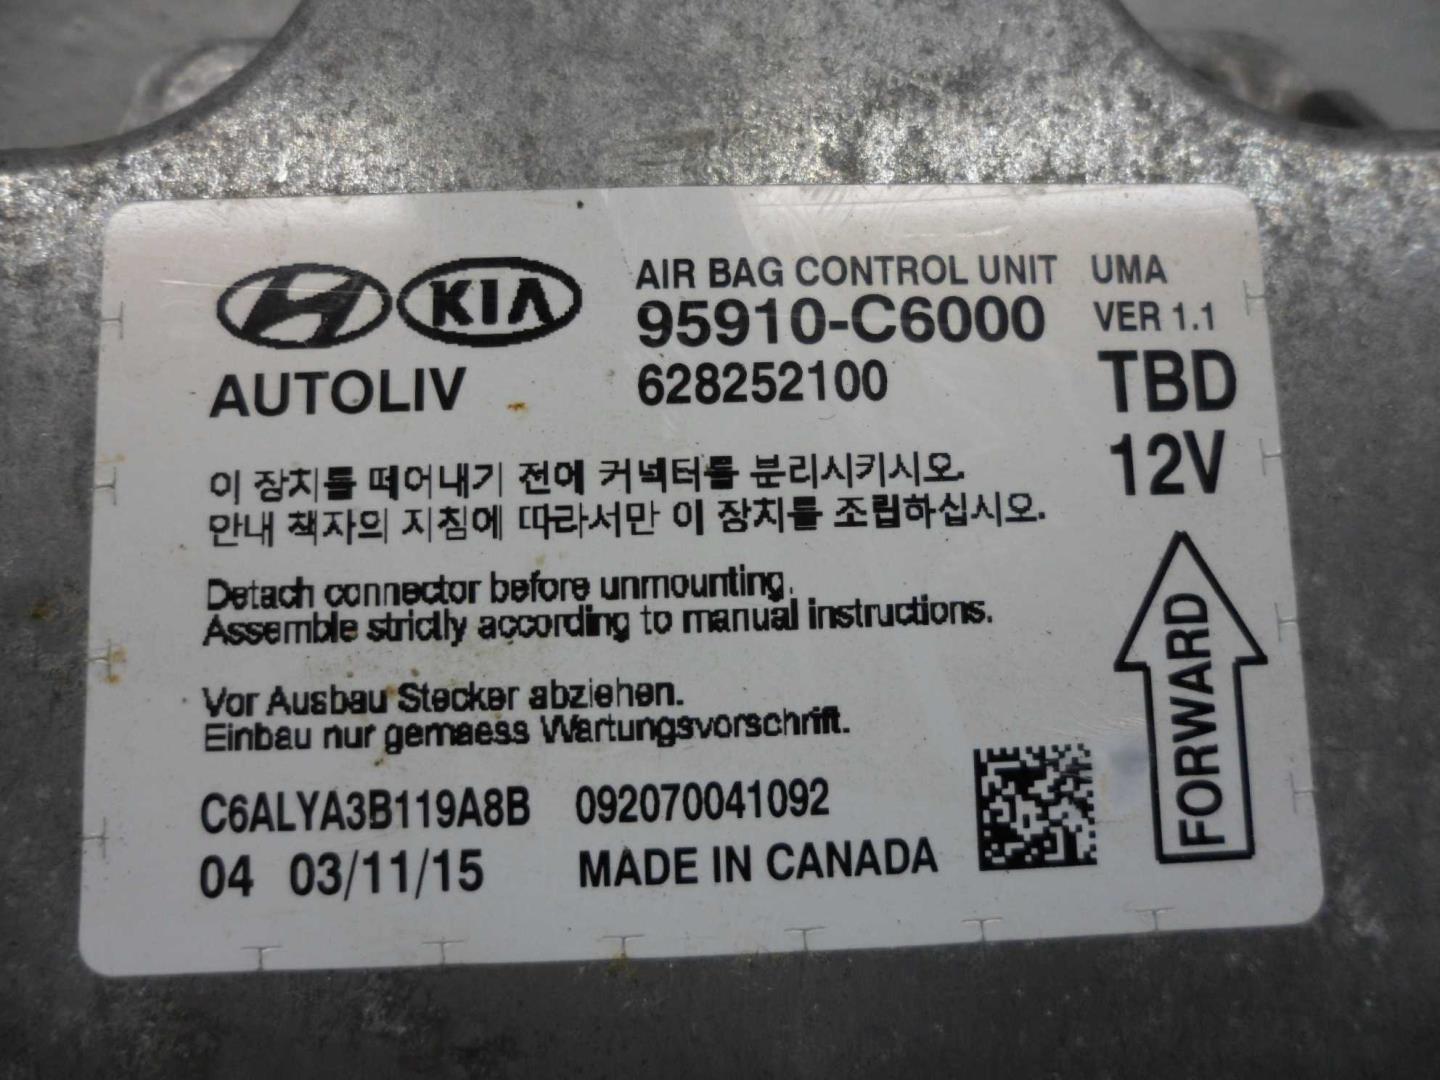 KIA
AIR BAG CONTROL UNIT UMA
95910-C6000 VER 1.1
AUTOLIV 628252100 TBD
12V
이 장치를 떼어내기 전에 커넥터를 분리시키시오.
안내 책자의 지침에 따라서만 이 장치를 조립하십시오.
Detach connector before unmounting.
Assemble strictly according to manual instructions.
Vor Ausbau Stecker abziehen.
Einbau nur gemaess Wartungsvorschrift.
FORWARD
C6ALYA3B119A8B 092070041092
04 03/11/15 MADE IN CANADA